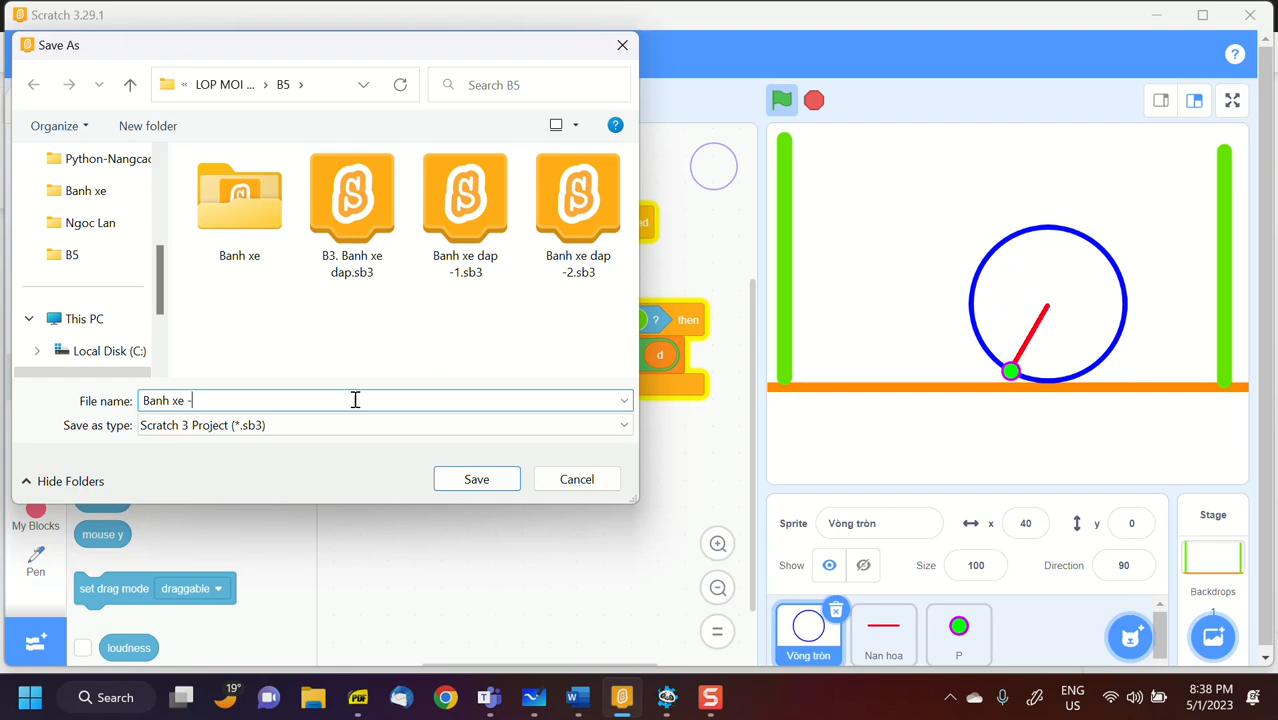 Scratch 3.29.1
Save As
« LOP MOI ... › B5 ›
Search B5
Organize
New folder
Python-Nangcac
Banh xe
Ngoc Lan
B5
This PC
Local Disk (C:)
Banh xe
B3. Banh xe dap.sb3
Banh xe dap -1.sb3
Banh xe dap -2.sb3
File name: Banh xe -
Save as type: Scratch 3 Project (*.sb3)
Hide Folders
Save
Cancel
? then
d
My Blocks
mouse y
Pen
set drag mode draggable
loudness
Sprite Vòng tròn x 40 y 0
Show Size 100 Direction 90
Vòng tròn
Nan hoa
P
Stage
Backdrops
1
Search
19°
ENG
US
8:38 PM
5/1/2023